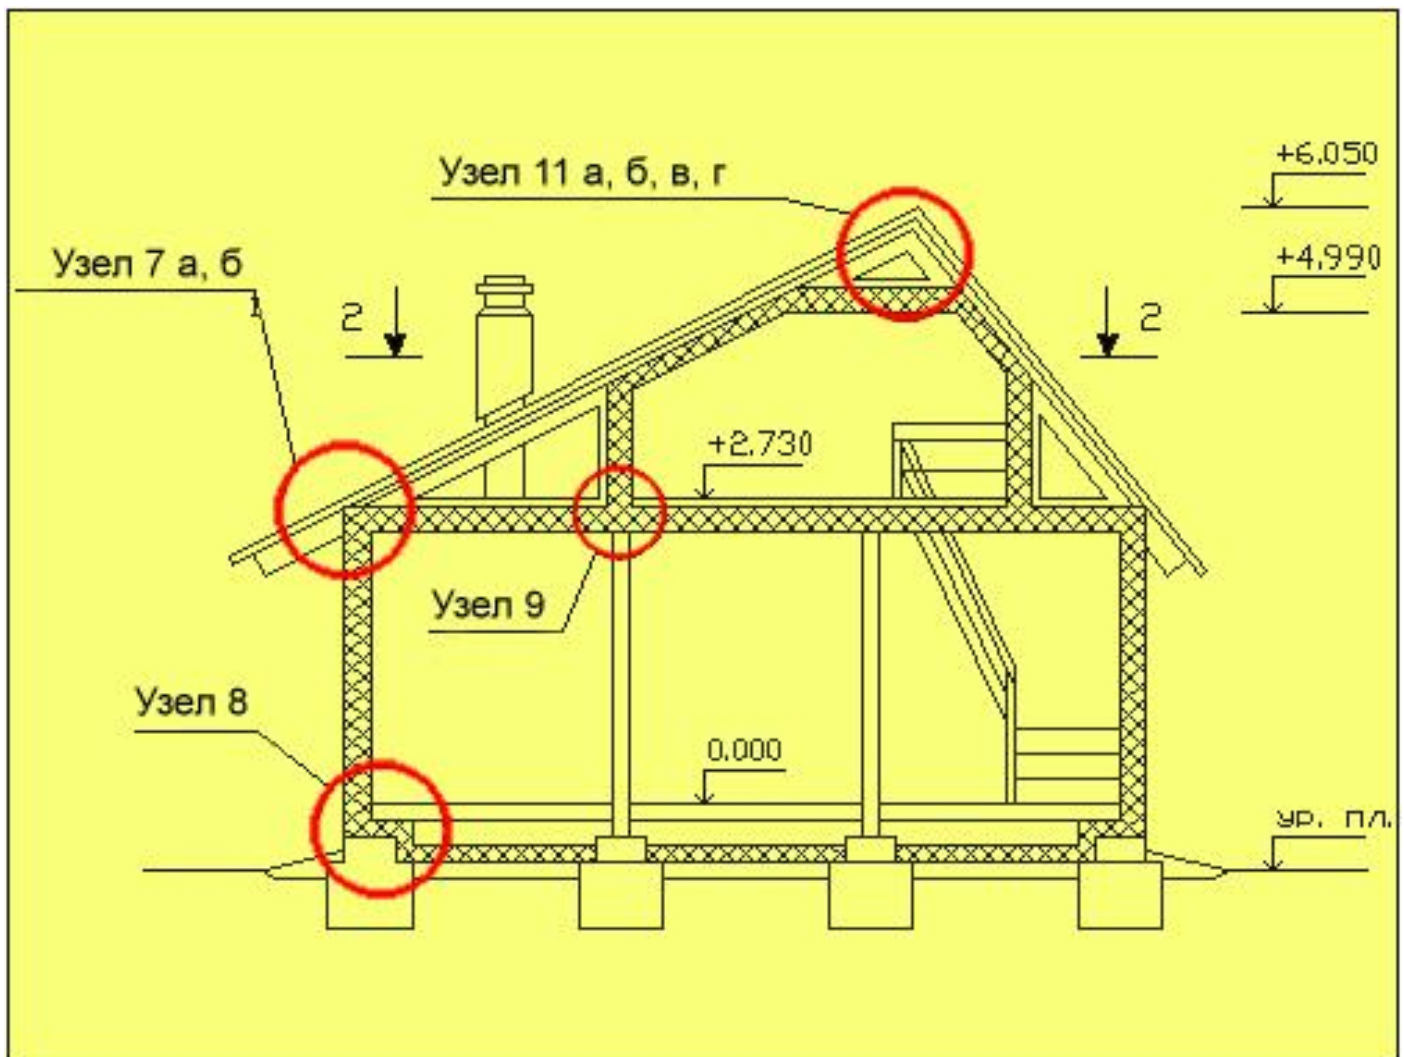 +6.050
Узел 11 а, б, в, г
Узел 7 а, б
+4.990
2
2
+2.730
Узел 9
Узел 8
0.000
ур. пл.